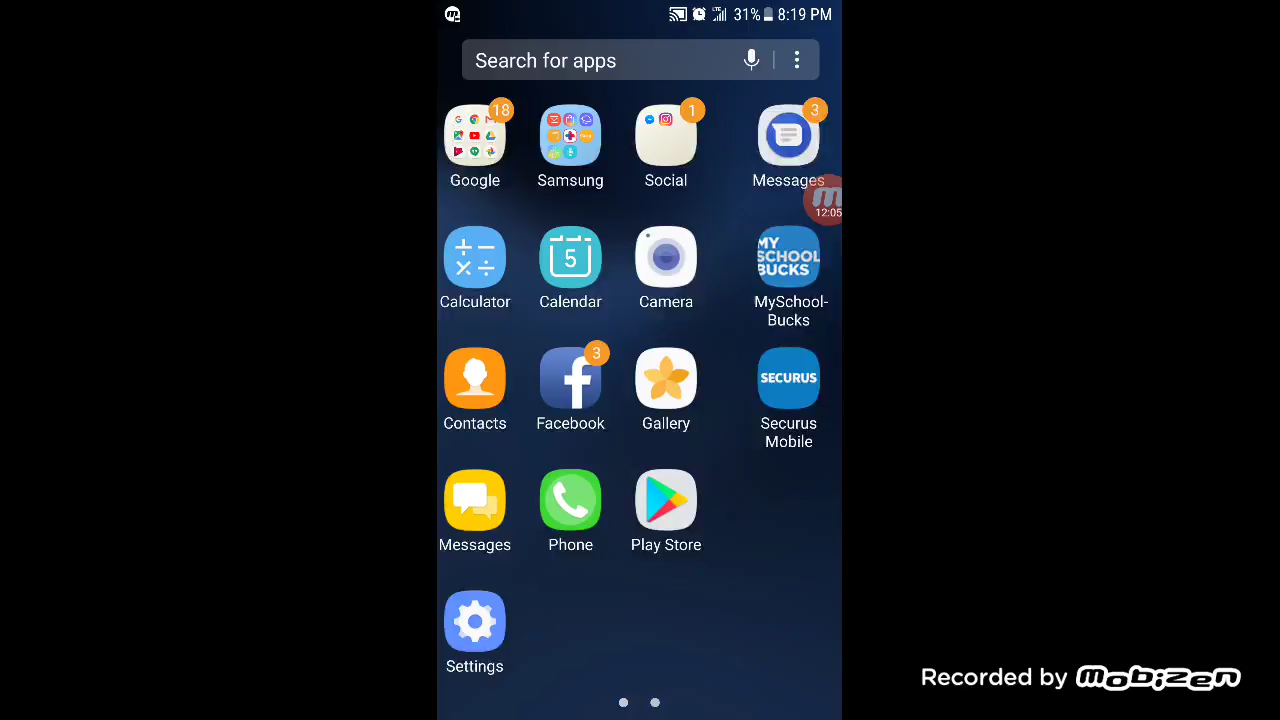 31% 8:19 PM
Search for apps
18
1
3
Google
Samsung
Social
Messages
12:05
5
MY
SCHOOL
BUCKS
Calculator
Calendar
Camera
MySchool-
Bucks
3
SECURUS
Contacts
Facebook
Gallery
Securus
Mobile
Messages
Phone
Play Store
Settings
Recorded by mobizen